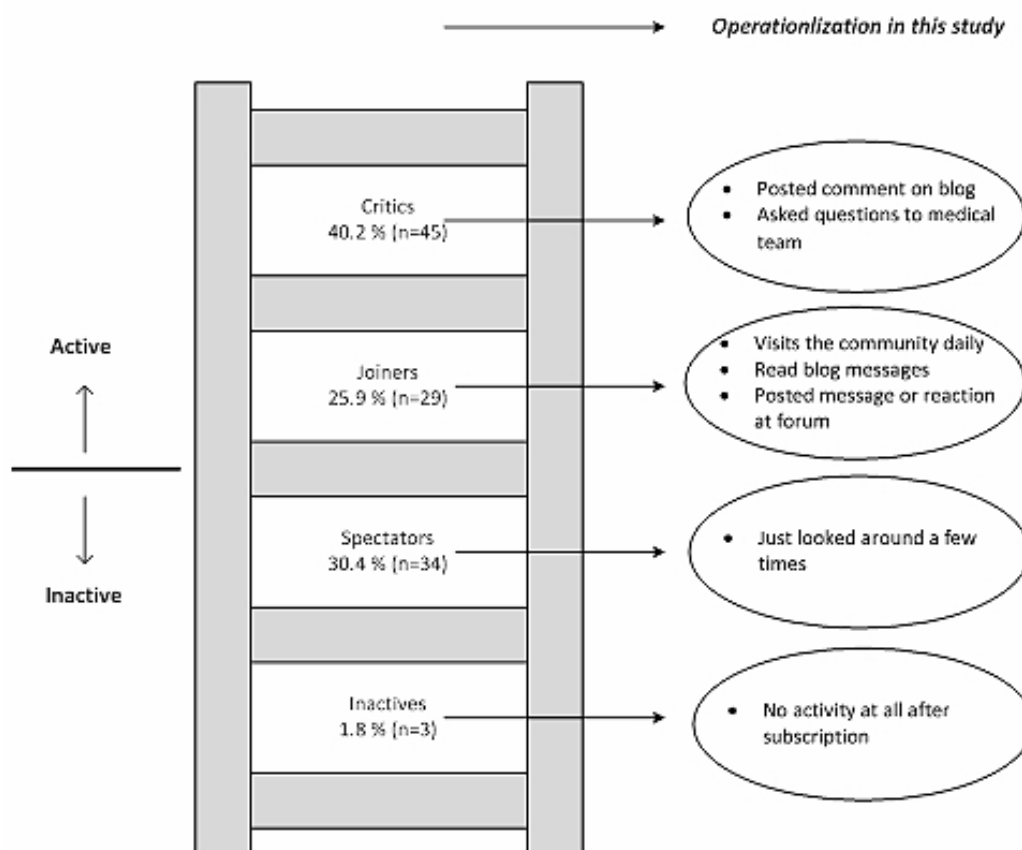 Operationlization in this study
Critics
40.2 % (n=45)
• Posted comment on blog
• Asked questions to medical
team
Active
Joiners
25.9 % (n=29)
• Visits the community daily
• Read blog messages
• Posted message or reaction
at forum
Spectators
30.4 % (n=34)
• Just looked around a few
times
Inactive
Inactives
1.8 % (n=3)
• No activity at all after
subscription